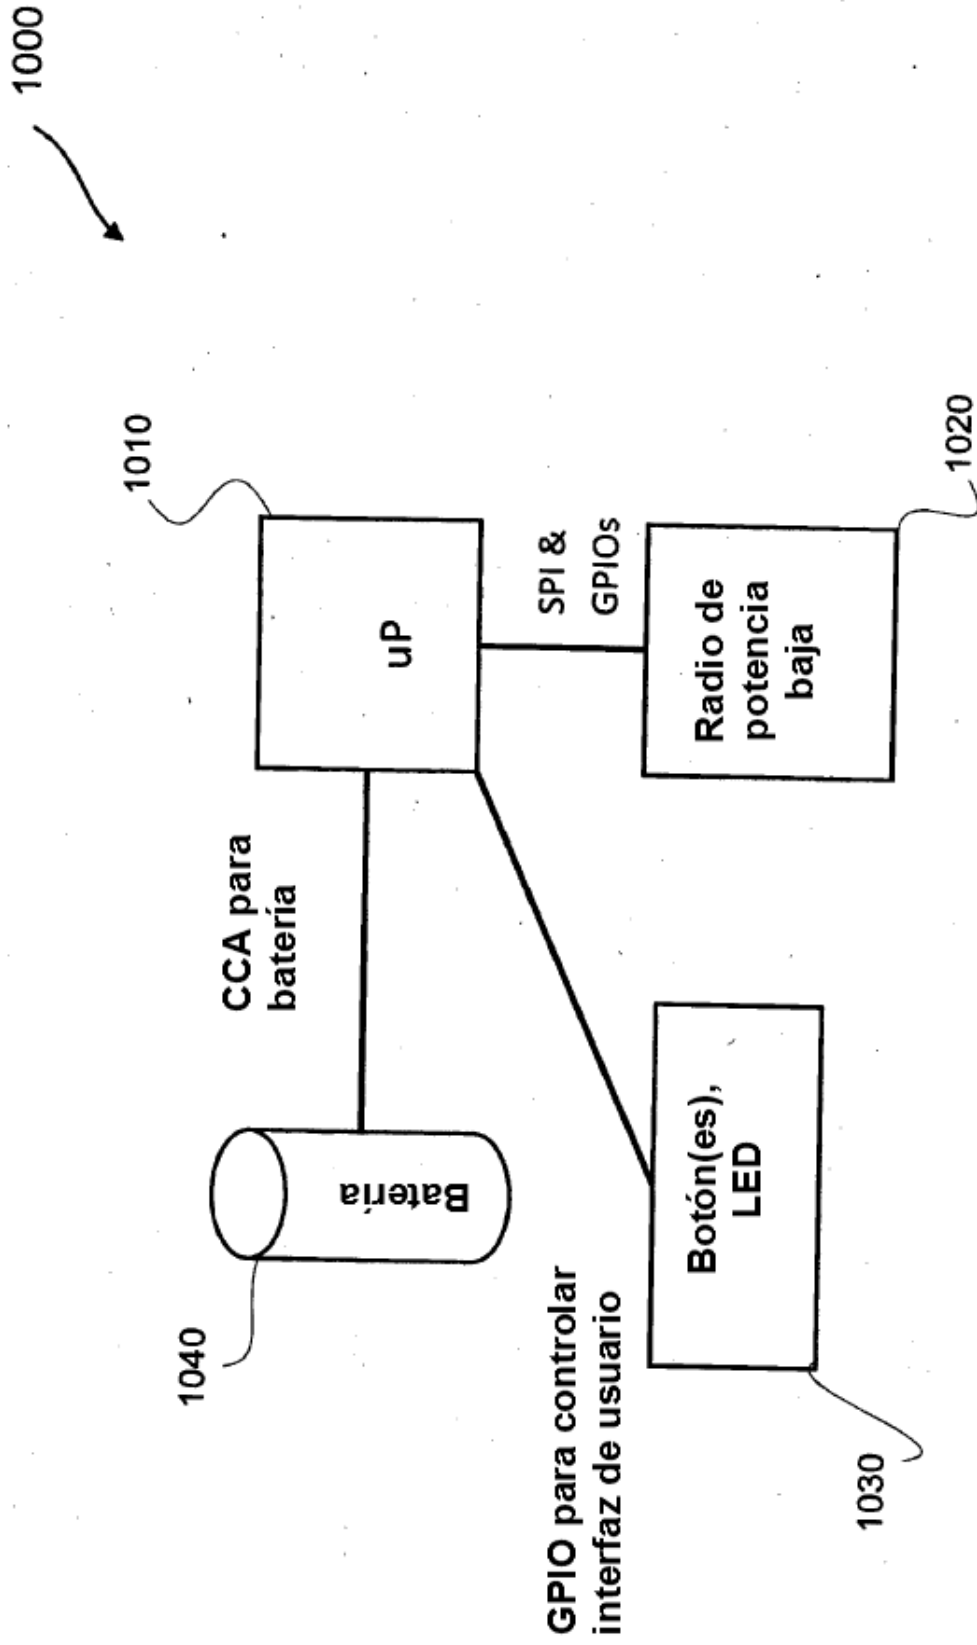 1000
1010
uP
SPI &
GPIOs
Radio de
potencia
baja
1020
CCA para
batería
Batería
1040
Botón(es),
LED
GPIO para controlar
interfaz de usuario
1030